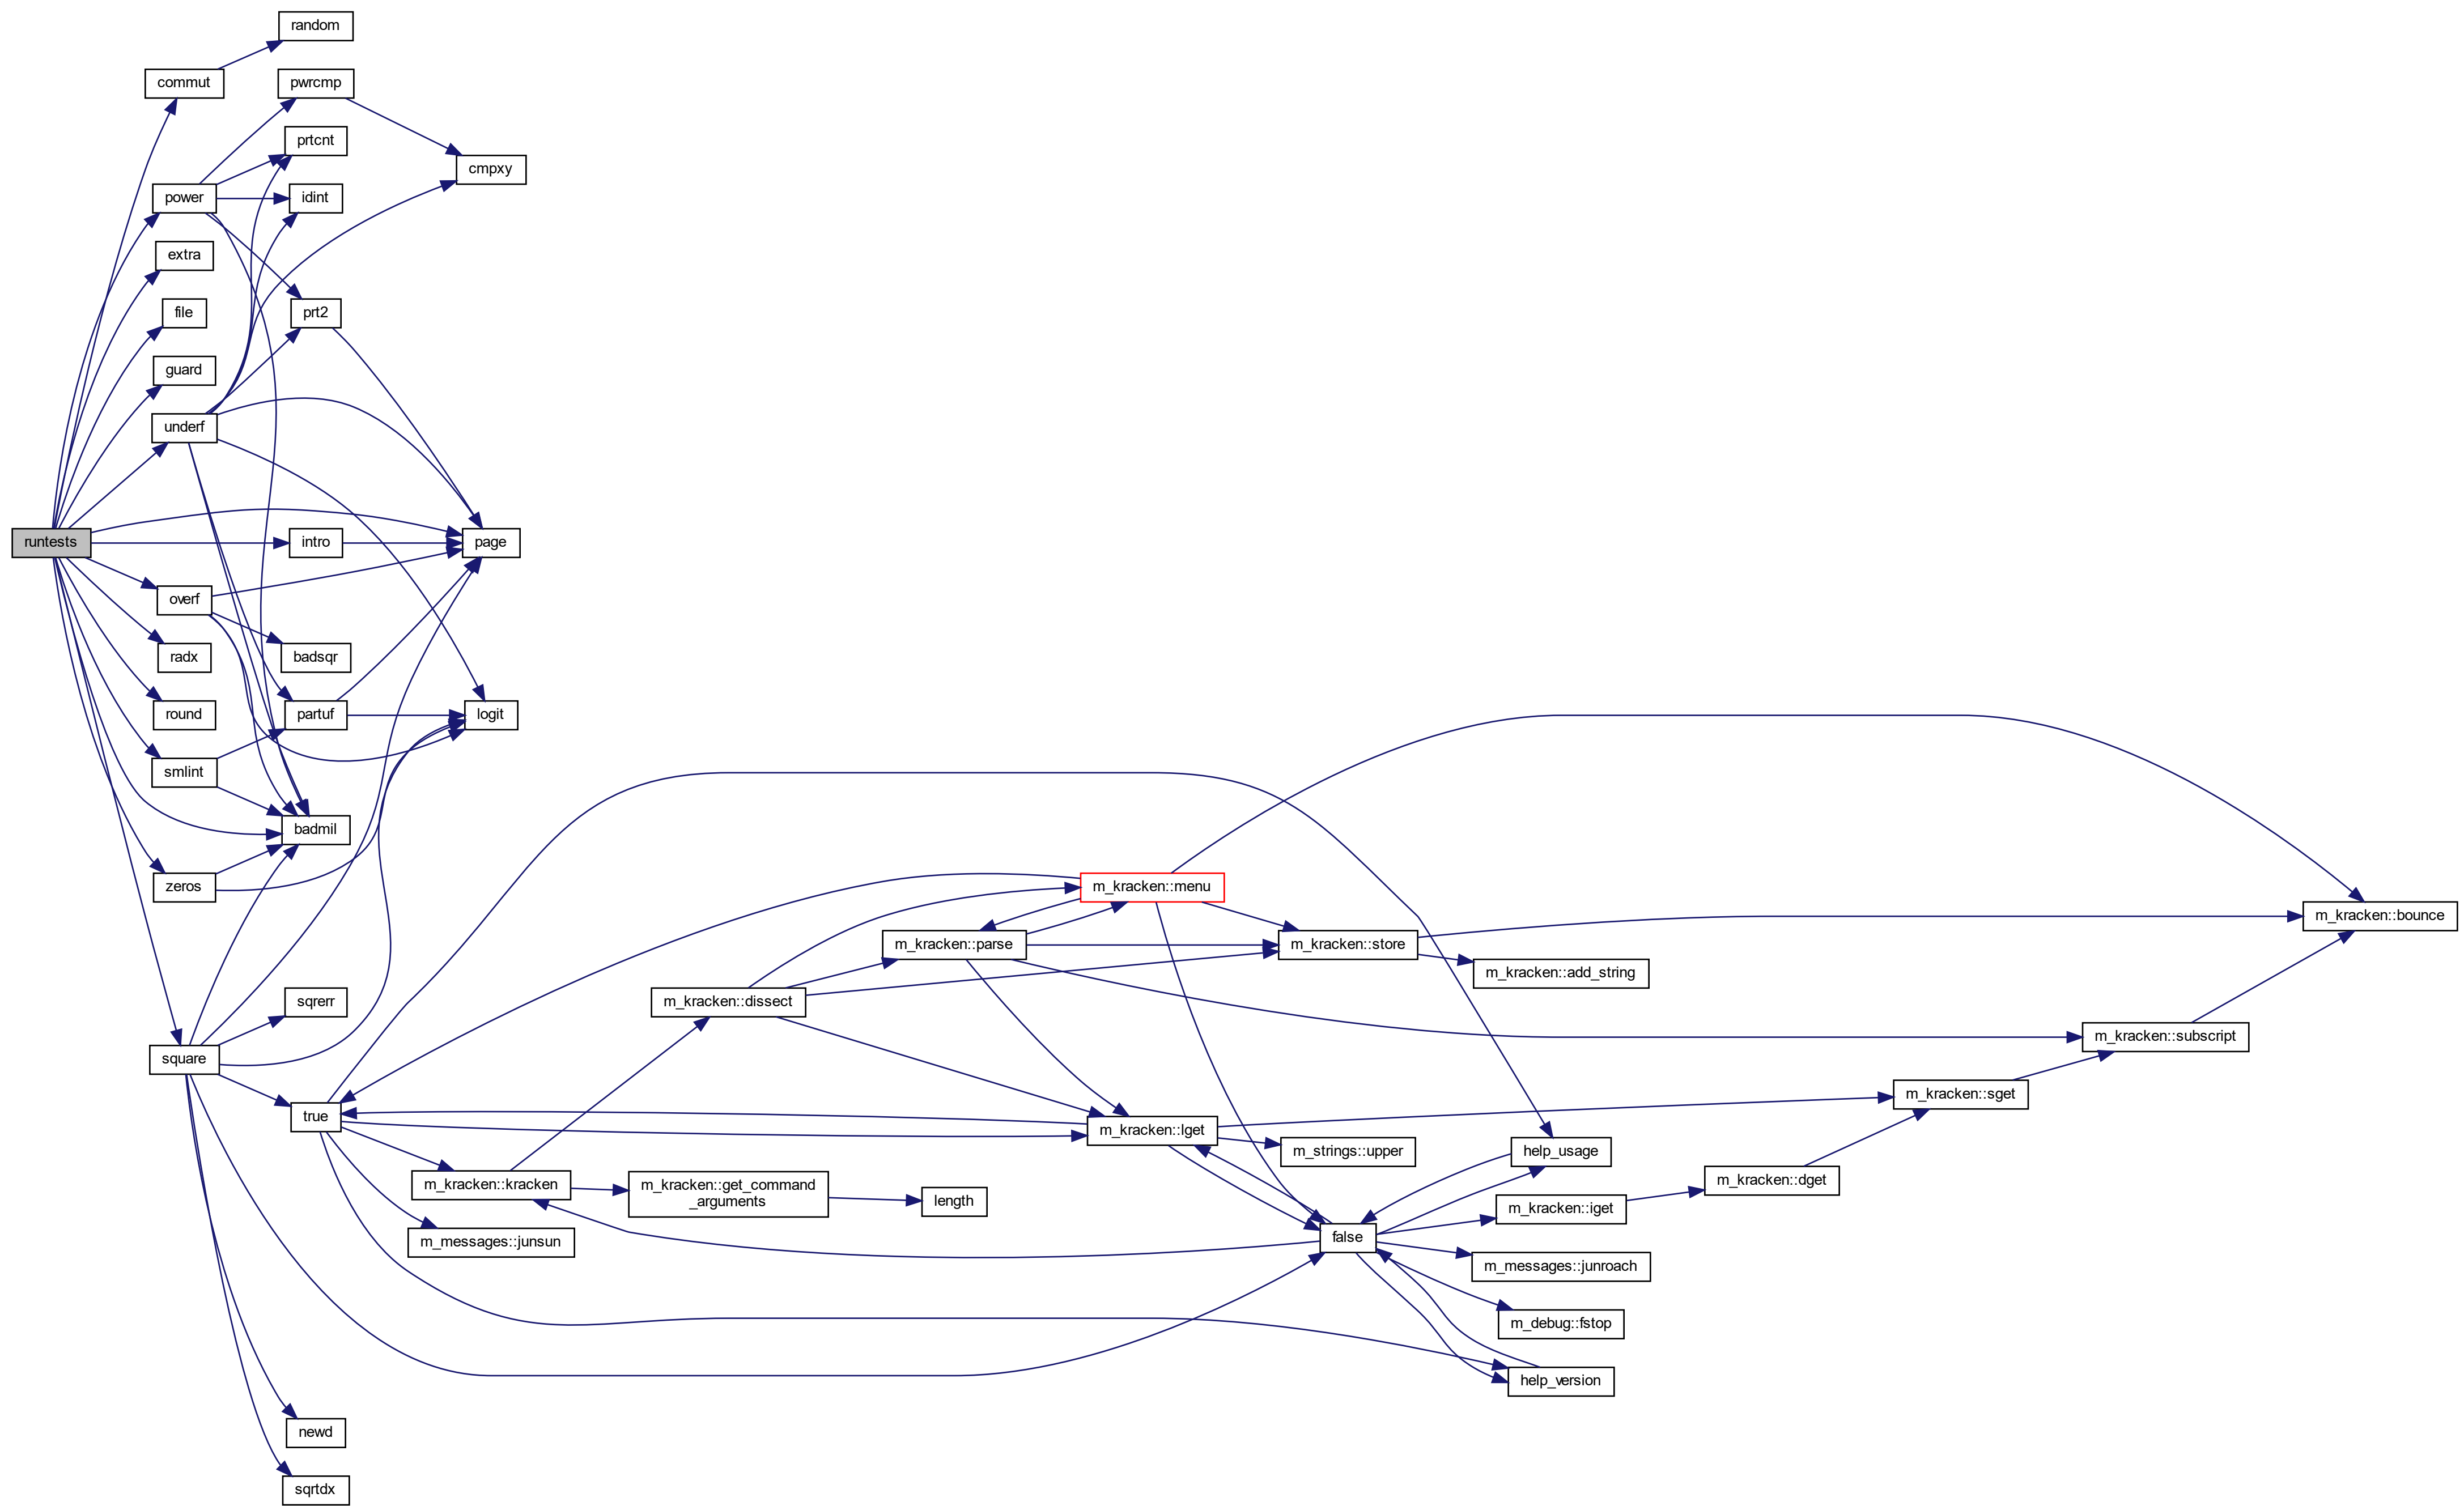 random
commut
pwrcmp
prtcnt
cmpxy
power
idint
extra
file
prt2
guard
underf
runtests
intro
page
overf
radx
badsqr
round
partuf
logit
smlint
badmil
zeros
m_kracken::menu
m_kracken::bounce
m_kracken::parse
m_kracken::store
m_kracken::add_string
sqrerr
m_kracken::dissect
m_kracken::subscript
square
m_kracken::sget
true
m_kracken::lget
m_strings::upper
help_usage
m_kracken::dget
m_kracken::kracken
m_kracken::get_command
_arguments
length
m_kracken::iget
m_messages::junsun
false
m_messages::junroach
m_debug::fstop
help_version
newd
sqrtdx